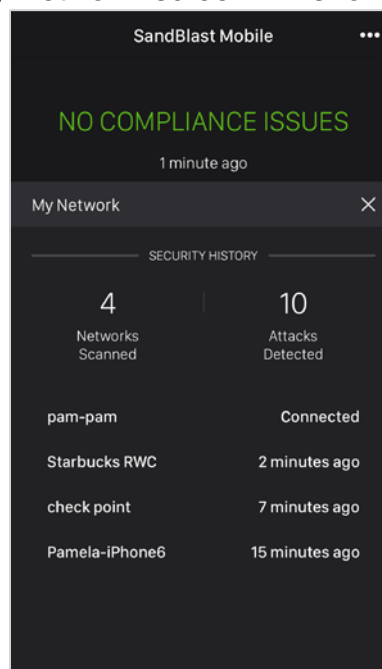 SandBlast Mobile •••
NO COMPLIANCE ISSUES
1 minute ago
My Network ×
SECURITY HISTORY
4 10
Networks Attacks
Scanned Detected
pam-pam Connected
Starbucks RWC 2 minutes ago
check point 7 minutes ago
Pamela-iPhone6 15 minutes ago